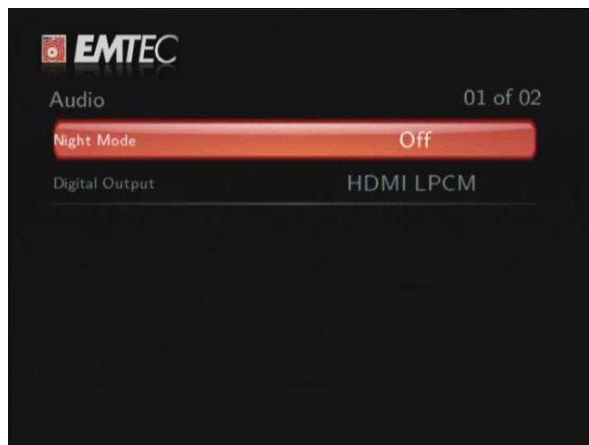 EMTEC
Audio 01 of 02
Night Mode Off
Digital Output HDMI LPCM